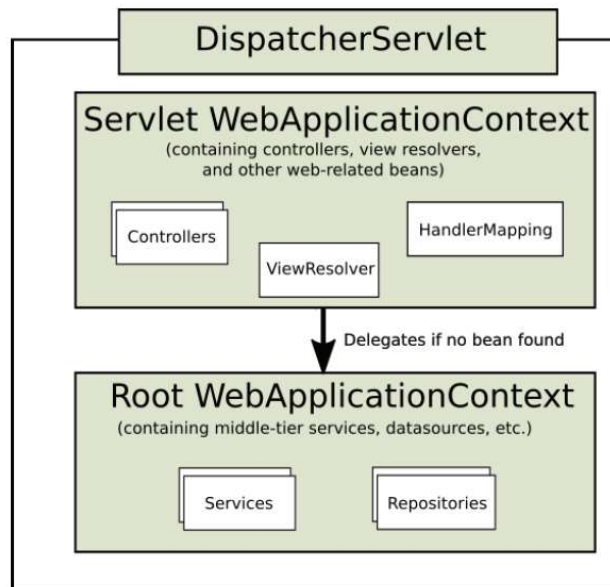 DispatcherServlet
Servlet WebApplicationContext
(containing controllers, view resolvers,
and other web-related beans)
Controllers
HandlerMapping
ViewResolver
Delegates if no bean found
Root WebApplicationContext
(containing middle-tier services, datasources, etc.)
Services
Repositories